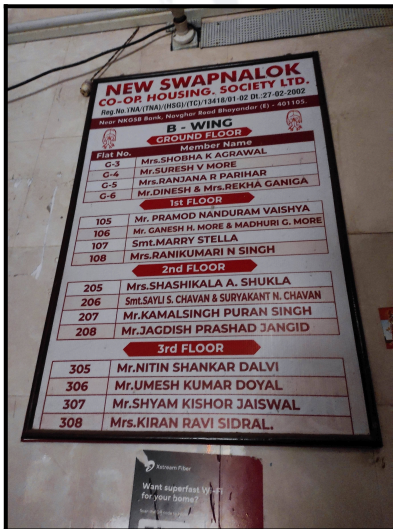 NEW SWAPNALOK
CO-OP. HOUSING. SOCIETY LTD.
Reg.No.TNA/(TNA)/(HSG)/(TC)/13418/01-02 Dt.:27-02-2002
Near NKGSB Bank, Navghar Road Bhayandar (E) - 401105.
B - WING
GROUND FLOOR
Flat No. Member Name
G-3 Mrs.SHOBHA K AGRAWAL
G-4 Mr.SURESH V MORE
G-5 Mrs.RANJANA R PARIHAR
G-6 Mr.DINESH & Mrs.REKHA GANIGA
1st FLOOR
105 Mr. PRAMOD NANDURAM VAISHYA
106 Mr. GANESH H. MORE & MADHURI G. MORE
107 Smt.MARRY STELLA
108 Mrs.RANIKUMARI N SINGH
2nd FLOOR
205 Mrs.SHASHIKALA A. SHUKLA
206 Smt.SAYLI S. CHAVAN & SURYAKANT N. CHAVAN
207 Mr.KAMALSINGH PURAN SINGH
208 Mr.JAGDISH PRASHAD JANGID
3rd FLOOR
305 Mr.NITIN SHANKAR DALVI
306 Mr.UMESH KUMAR DOYAL
307 Mr.SHYAM KISHOR JAISWAL
308 Mrs.KIRAN RAVI SIDRAL.
Fiber
Want superfast Wi-Fi
for your home?